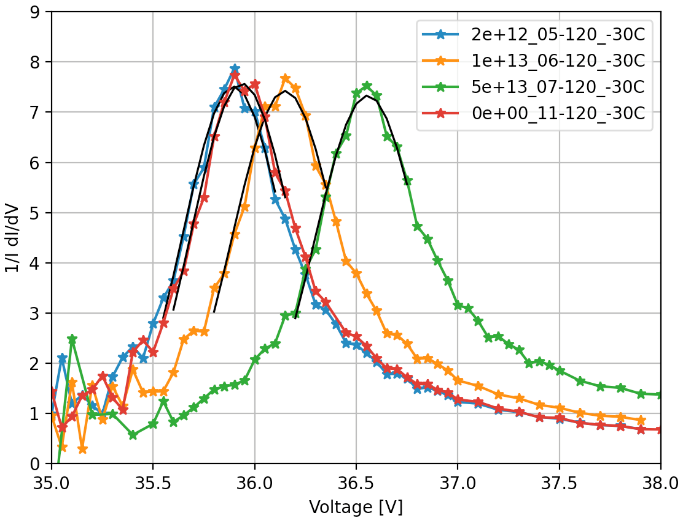 9
8
7
6
5
4
3
2
1
0
1/I dI/dV
2e+12_05-120_-30C
1e+13_06-120_-30C
5e+13_07-120_-30C
0e+00_11-120_-30C
35.0 35.5 36.0 36.5 37.0 37.5 38.0
Voltage [V]